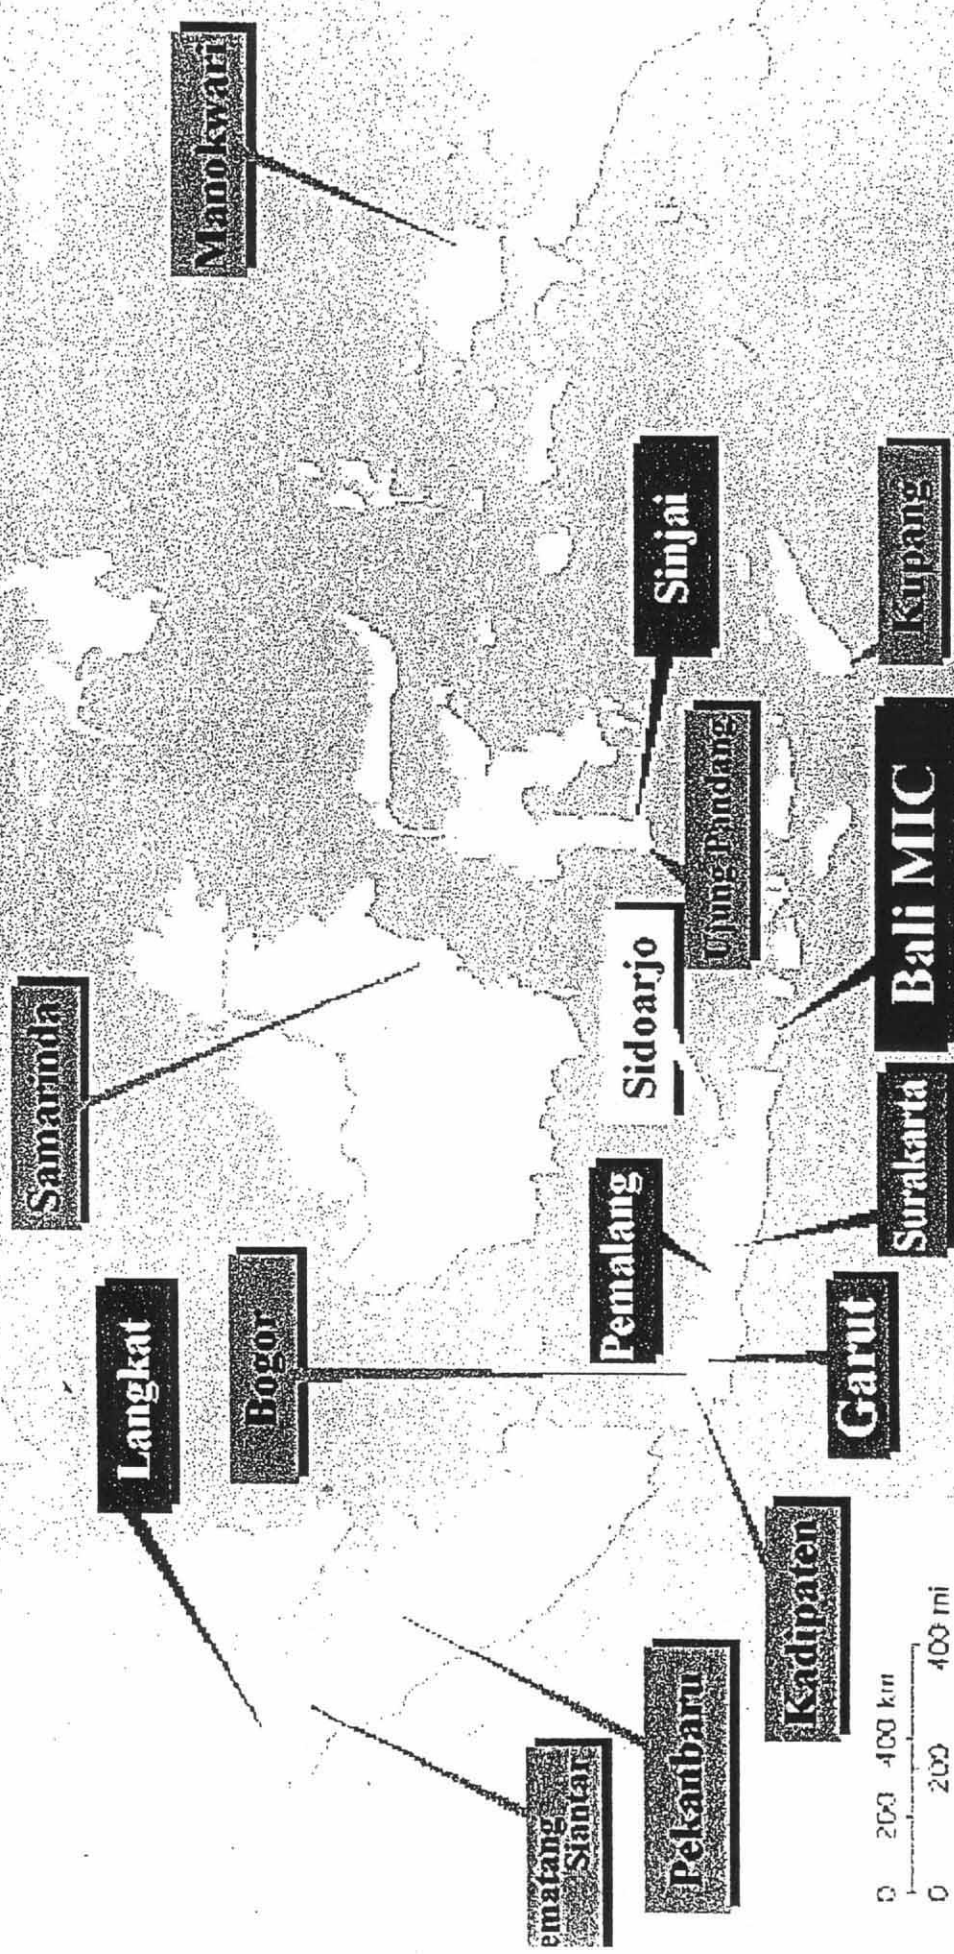 Samarinda
Manokwari
Langkat
Bogor
ematang
Siantar
Pekanbaru
Kadipaten
Pemalang
Garut
Surakarta
Sidoarjo
Bali MIC
Ujung Pandang
Sinjai
Kupang
0 200 400 km
0 200 400 mi